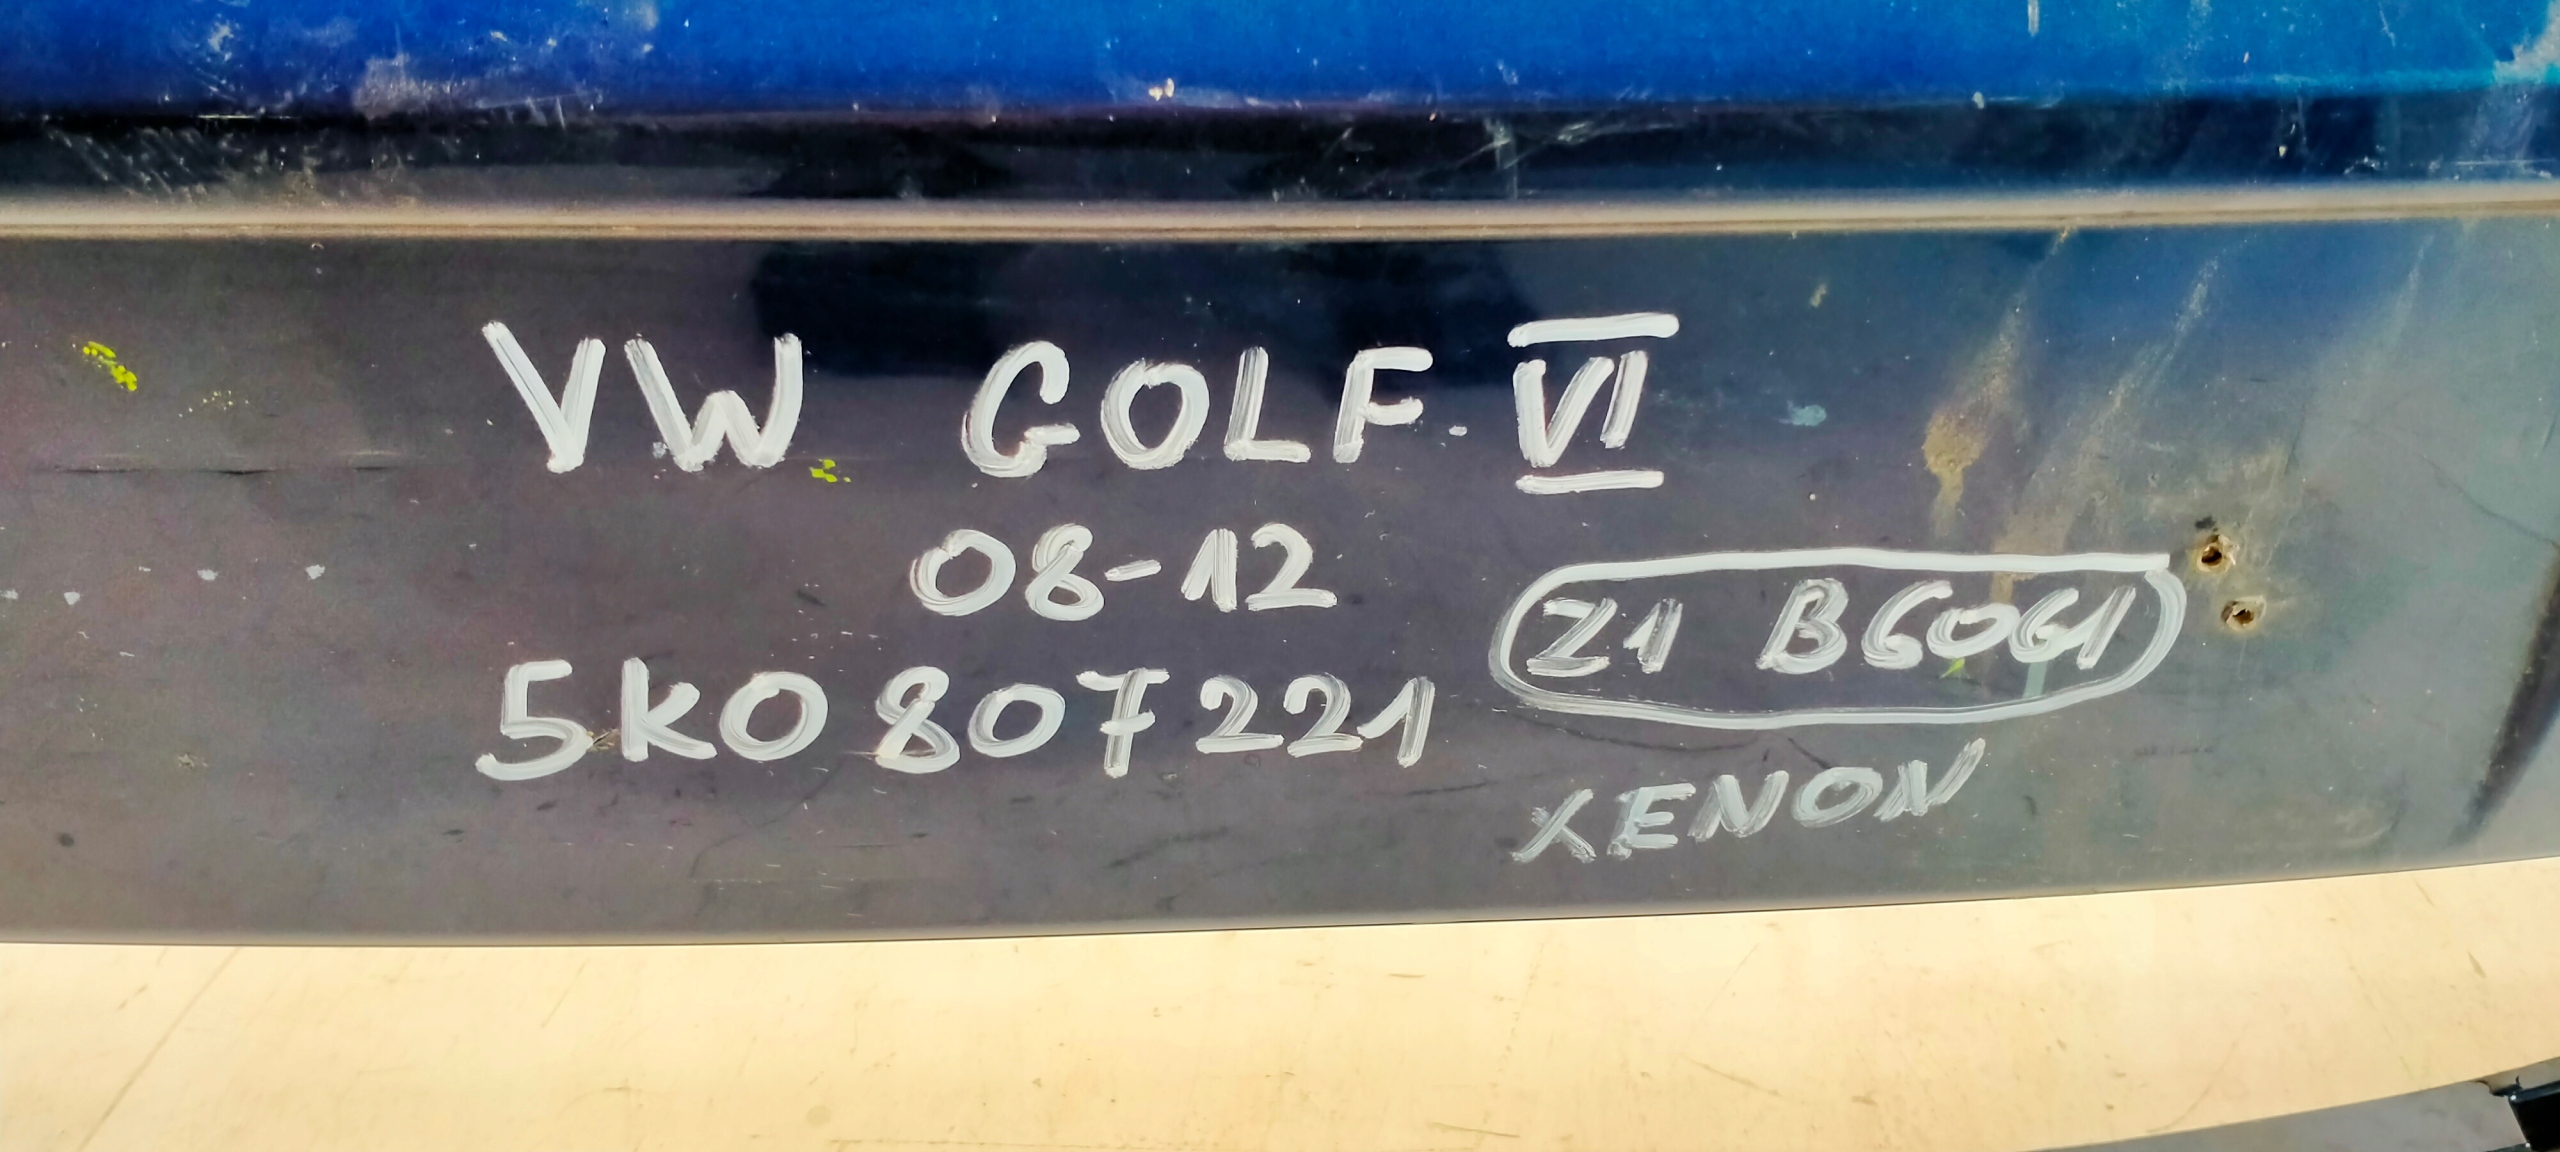 VW GOLF VI
08-12
5K0 807 221
Z1 B6061
XENON